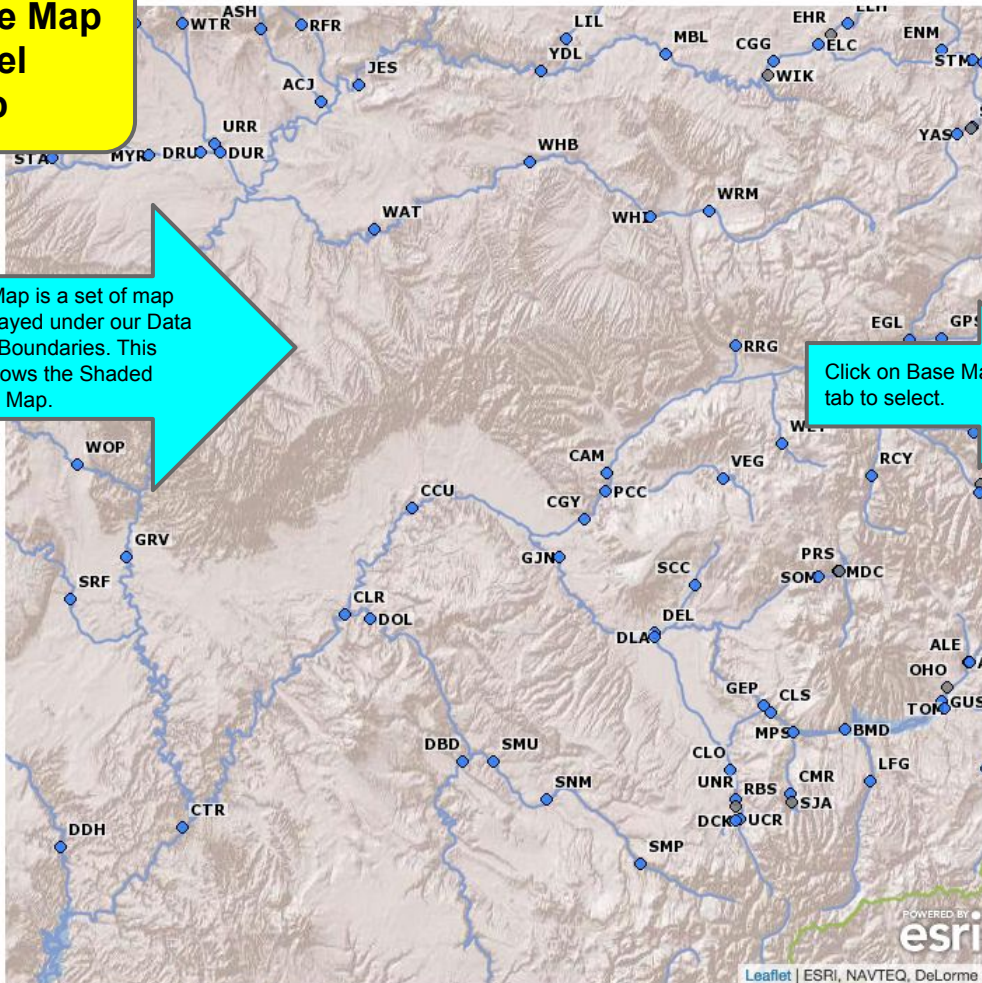 e Map
el
p
Map is a set of map
ayed under our Data
Boundaries. This
ows the Shaded
Map.
Click on Base Ma
tab to select.
ASH
WTR
RFR
LIL
EHR
ENM
YDL
MBL
CGG
ELC
STM
JES
ACJ
WIK
URR
STA
MYR
DRU
DUR
WHB
YAS
WAT
WHI
WRM
EGL
GPS
RRG
WOP
CAM
VEG
RCY
CCU
CGY
PCC
GRV
GJN
SCC
PRS
SOM
MDC
SRF
CLR
DOL
DEL
DLA
ALE
OHO
GEP
CLS
TOM
GUS
MPS
BMD
DBD
SMU
CLO
LFG
SNM
UNR
RBS
CMR
SJA
CTR
DCK
UCR
DDH
SMP
POWERED BY
esri
Leaflet | ESRI, NAVTEQ, DeLorme